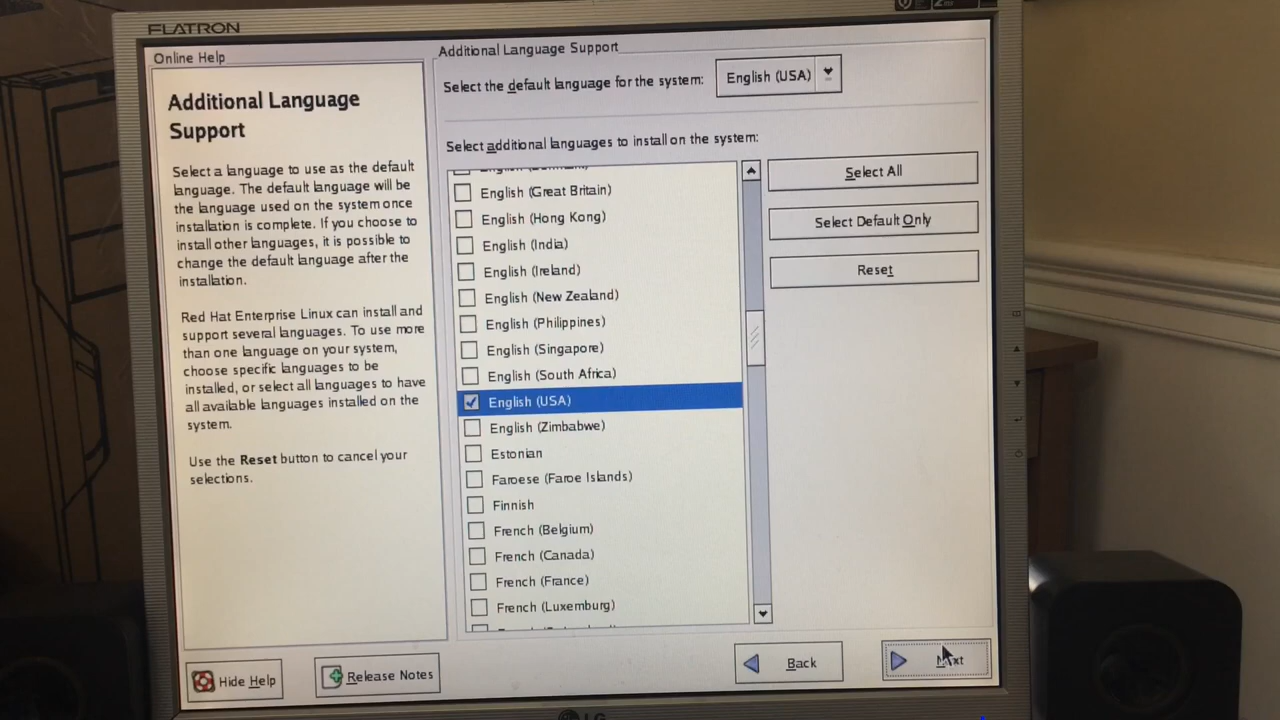 FLATRON
Online Help
Additional Language
Support
Select a language to use as the default
language. The default language will be
the language used on the system once
installation is complete. If you choose to
install other languages, it is possible to
change the default language after the
installation.
Red Hat Enterprise Linux can install and
support several languages. To use more
than one language on your system,
choose specific languages to be
installed, or select all languages to have
all available languages installed on the
system.
Use the Reset button to cancel your
selections.
Additional Language Support
Select the default language for the system:
English (USA)
Select additional languages to install on the system:
English (Great Britain)
English (Hong Kong)
English (India)
English (Ireland)
English (New Zealand)
English (Philippines)
English (Singapore)
English (South Africa)
English (USA)
English (Zimbabwe)
Estonian
Faroese (Faroe Islands)
Finnish
French (Belgium)
French (Canada)
French (France)
French (Luxemburg)
Select All
Select Default Only
Reset
Hide Help
Release Notes
Back
Next
LG